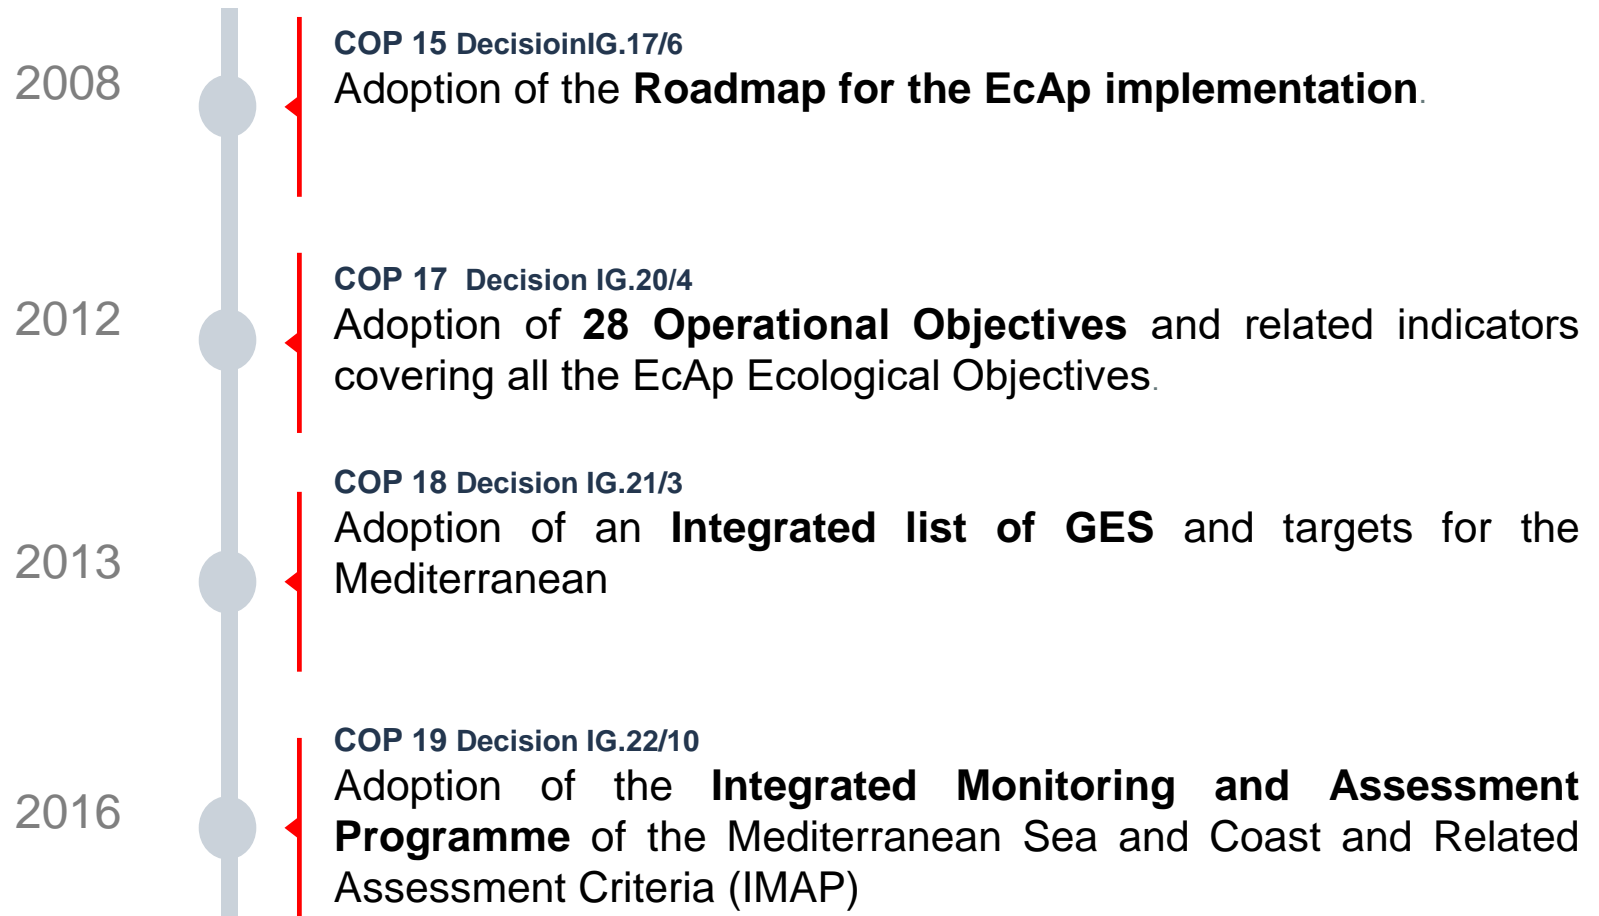 2008
COP 15 DecisioinIG.17/6
Adoption of the Roadmap for the EcAp implementation.
2012
COP 17 Decision IG.20/4
Adoption of 28 Operational Objectives and related indicators
covering all the EcAp Ecological Objectives.
2013
COP 18 Decision IG.21/3
Adoption of an Integrated list of GES and targets for the
Mediterranean
2016
COP 19 Decision IG.22/10
Adoption of the Integrated Monitoring and Assessment
Programme of the Mediterranean Sea and Coast and Related
Assessment Criteria (IMAP)